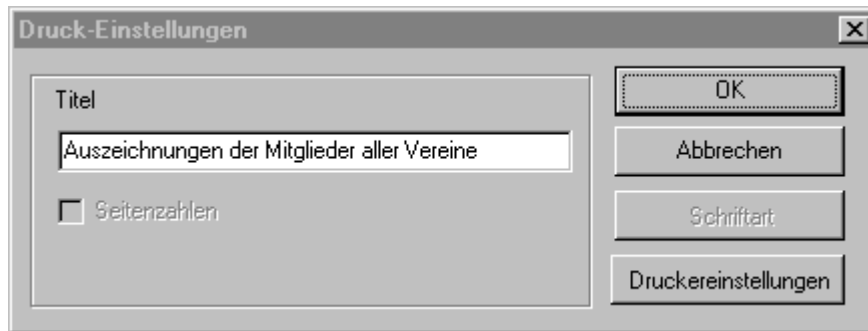 Druck-Einstellungen
Titel
Auszeichnungen der Mitglieder aller Vereine
Seitenzahlen
OK
Abbrechen
Schriftart
Druckereinstellungen